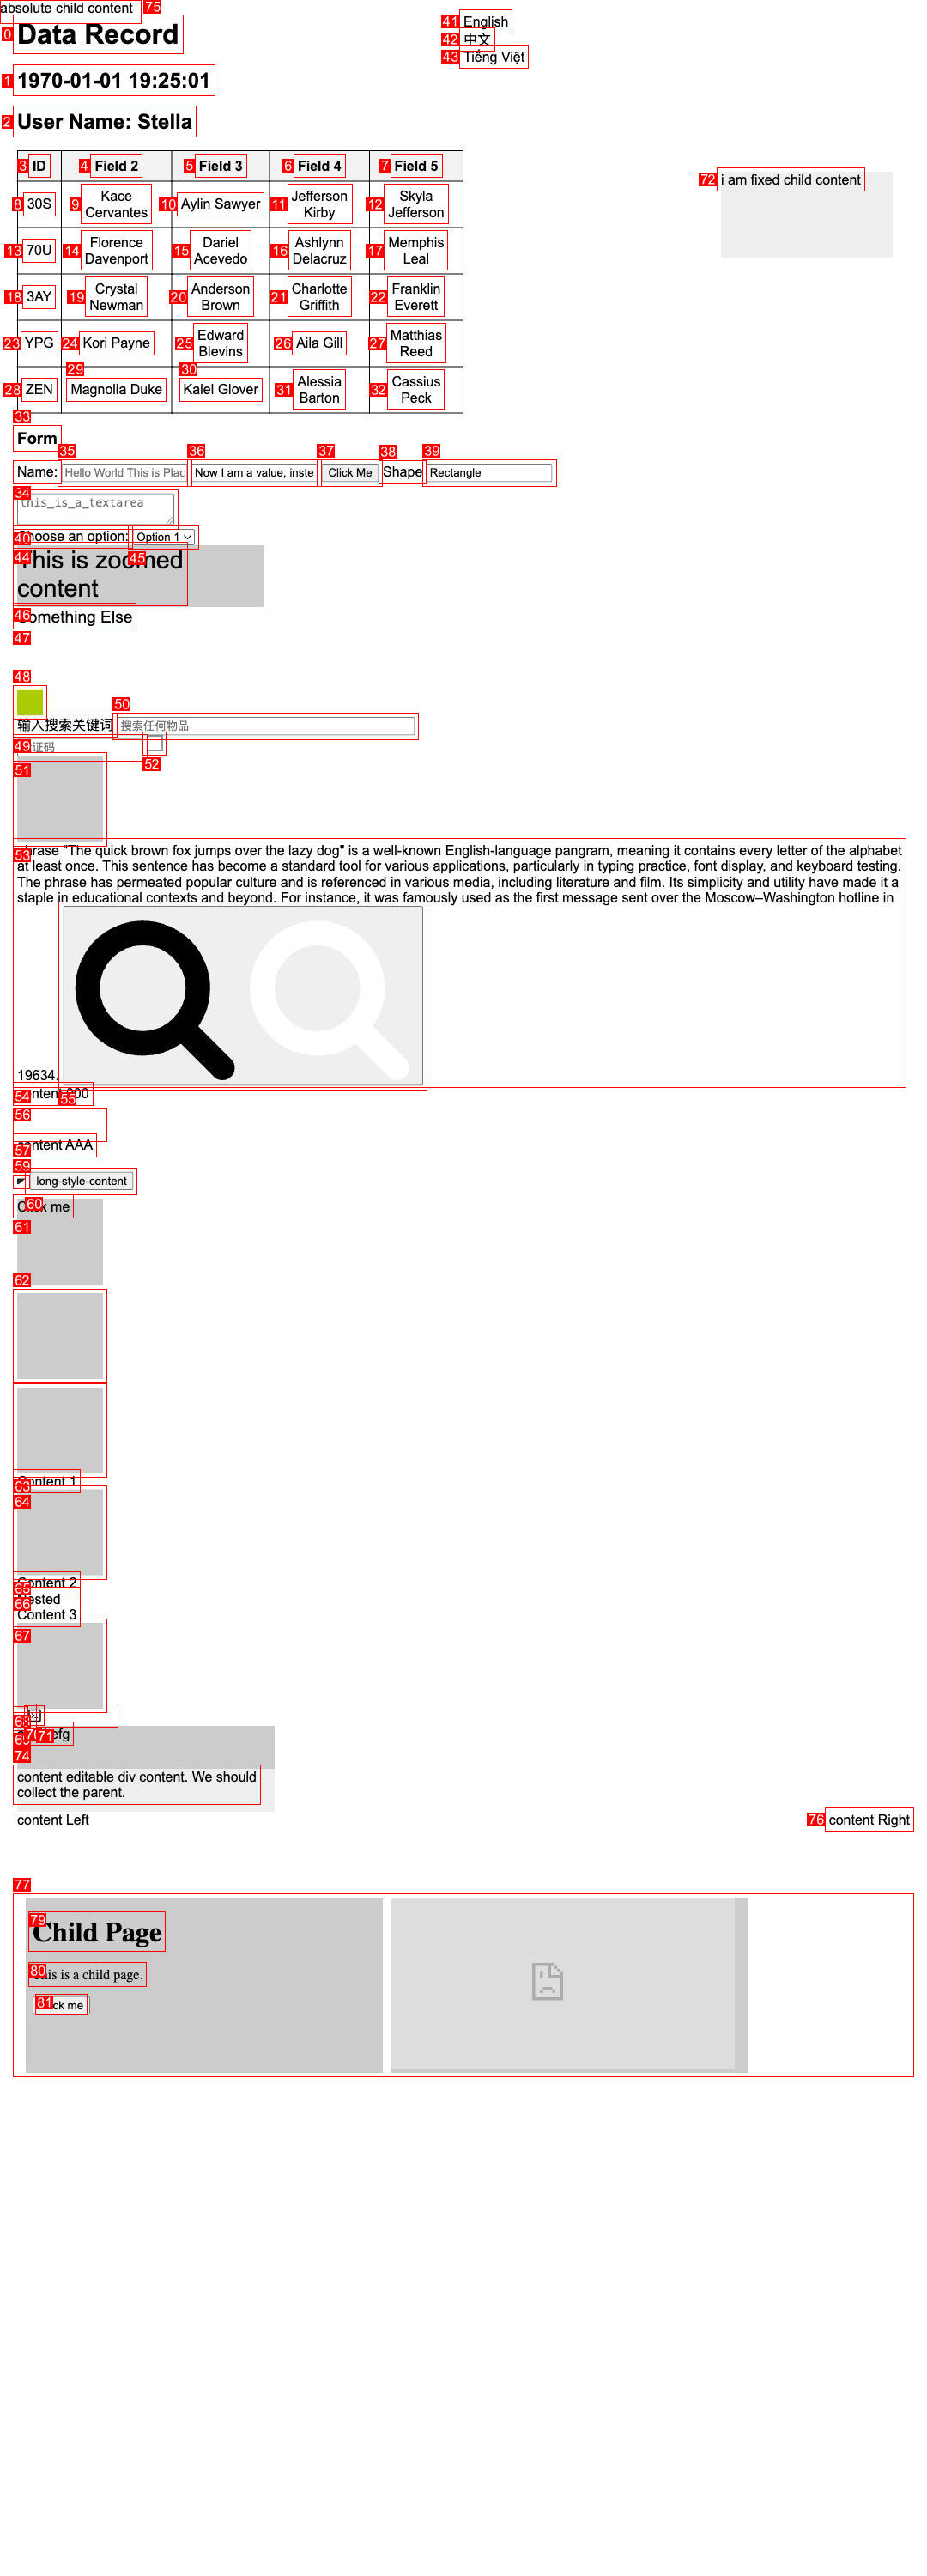 absolute child content 75
0 Data Record
41 English
42 中文
43 Tiếng Việt
1 1970-01-01 19:25:01
2 User Name: Stella
3 ID 4 Field 2 5 Field 3 6 Field 4 7 Field 5
8 30S 9 Kace Cervantes 10 Aylin Sawyer 11 Jefferson Kirby 12 Skyla Jefferson
13 70U 14 Florence Davenport 15 Dariel Acevedo 16 Ashlynn Delacruz 17 Memphis Leal
18 3AY 19 Crystal Newman 20 Anderson Brown 21 Charlotte Griffith 22 Franklin Everett
23 YPG 24 Kori Payne 25 Edward Blevins 26 Aila Gill 27 Matthias Reed
28 ZEN 29 Magnolia Duke 30 Kalel Glover 31 Alessia Barton 32 Cassius Peck
72 i am fixed child content
33
Form
35 36 37 38 39
Name: Hello World This is Plac Now I am a value, inste Click Me Shape Rectangle
34
this_is_a_textarea
40 hoose an option: Option 1
44 This is zoomed 45
content
46 omething Else
47
48
50
输入搜索关键词 搜索任何物品
49 证码
52
51
53
phrase "The quick brown fox jumps over the lazy dog" is a well-known English-language pangram, meaning it contains every letter of the alphabet
at least once. This sentence has become a standard tool for various applications, particularly in typing practice, font display, and keyboard testing.
The phrase has permeated popular culture and is referenced in various media, including literature and film. Its simplicity and utility have made it a
staple in educational contexts and beyond. For instance, it was famously used as the first message sent over the Moscow–Washington hotline in
19634.
54 ntent 00 55
56
content AAA
57
59
long-style-content
Click me
60
61
62
Content 1
63
64
Content 2
65
Nested
66
Content 3
67
68
69 efg
71
74
content editable div content. We should
collect the parent.
content Left 76 content Right
77
79
Child Page
80 his is a child page.
81 ck me